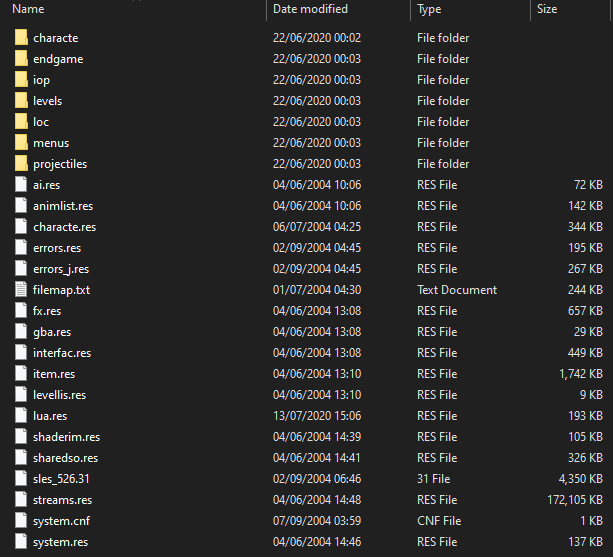 Name Date modified Type Size
characte 22/06/2020 00:02 File folder
endgame 22/06/2020 00:03 File folder
iop 22/06/2020 00:03 File folder
levels 22/06/2020 00:03 File folder
loc 22/06/2020 00:03 File folder
menus 22/06/2020 00:03 File folder
projectiles 22/06/2020 00:03 File folder
ai.res 04/06/2004 10:06 RES File 72 KB
animlist.res 04/06/2004 10:06 RES File 142 KB
characte.res 06/07/2004 04:25 RES File 344 KB
errors.res 02/09/2004 04:45 RES File 195 KB
errors_j.res 02/09/2004 04:45 RES File 267 KB
filemap.txt 01/07/2004 04:30 Text Document 244 KB
fx.res 04/06/2004 13:08 RES File 657 KB
gba.res 04/06/2004 13:08 RES File 29 KB
interfac.res 04/06/2004 13:08 RES File 449 KB
item.res 04/06/2004 13:10 RES File 1,742 KB
levellis.res 04/06/2004 13:10 RES File 9 KB
lua.res 13/07/2020 15:06 RES File 193 KB
shaderim.res 04/06/2004 14:39 RES File 105 KB
sharedso.res 04/06/2004 14:41 RES File 326 KB
sles_526.31 02/09/2004 06:46 31 File 4,350 KB
streams.res 04/06/2004 14:48 RES File 172,105 KB
system.cnf 07/09/2004 03:59 CNF File 1 KB
system.res 04/06/2004 14:46 RES File 137 KB